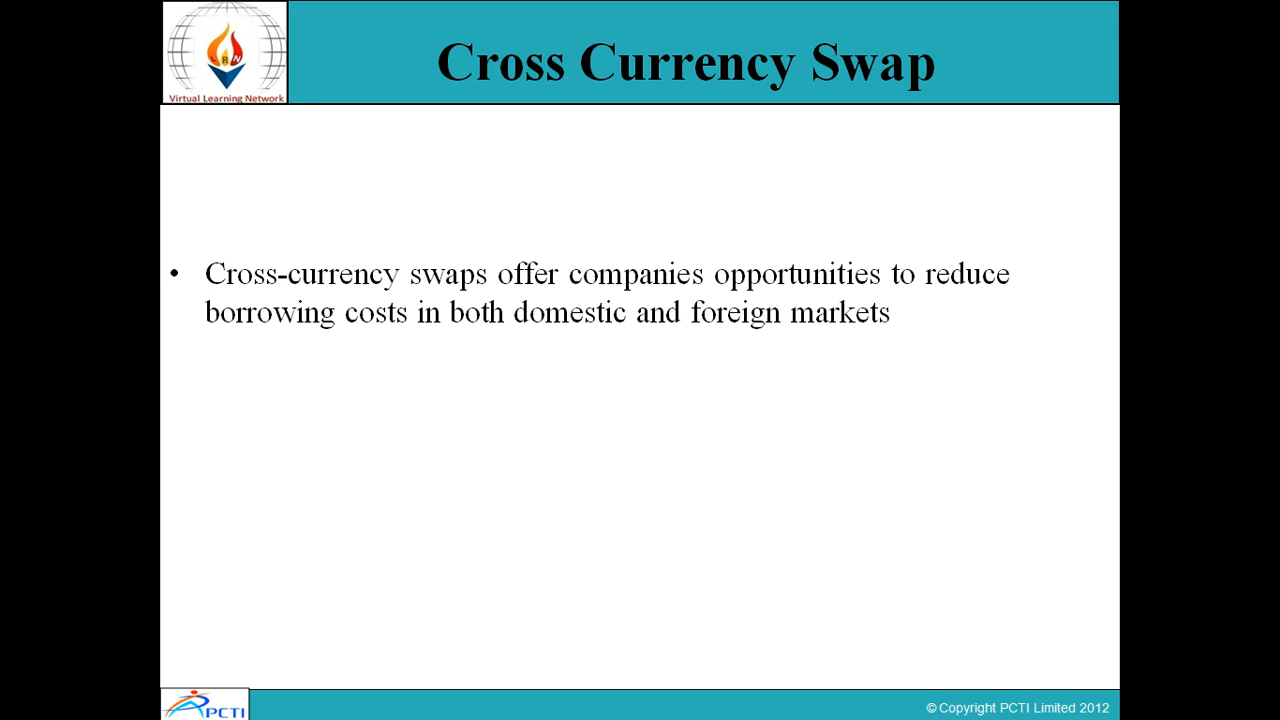 Cross Currency Swap
LRN
Virtual Learning Network
• Cross-currency swaps offer companies opportunities to reduce
borrowing costs in both domestic and foreign markets
PCTI
© Copyright PCTI Limited 2012